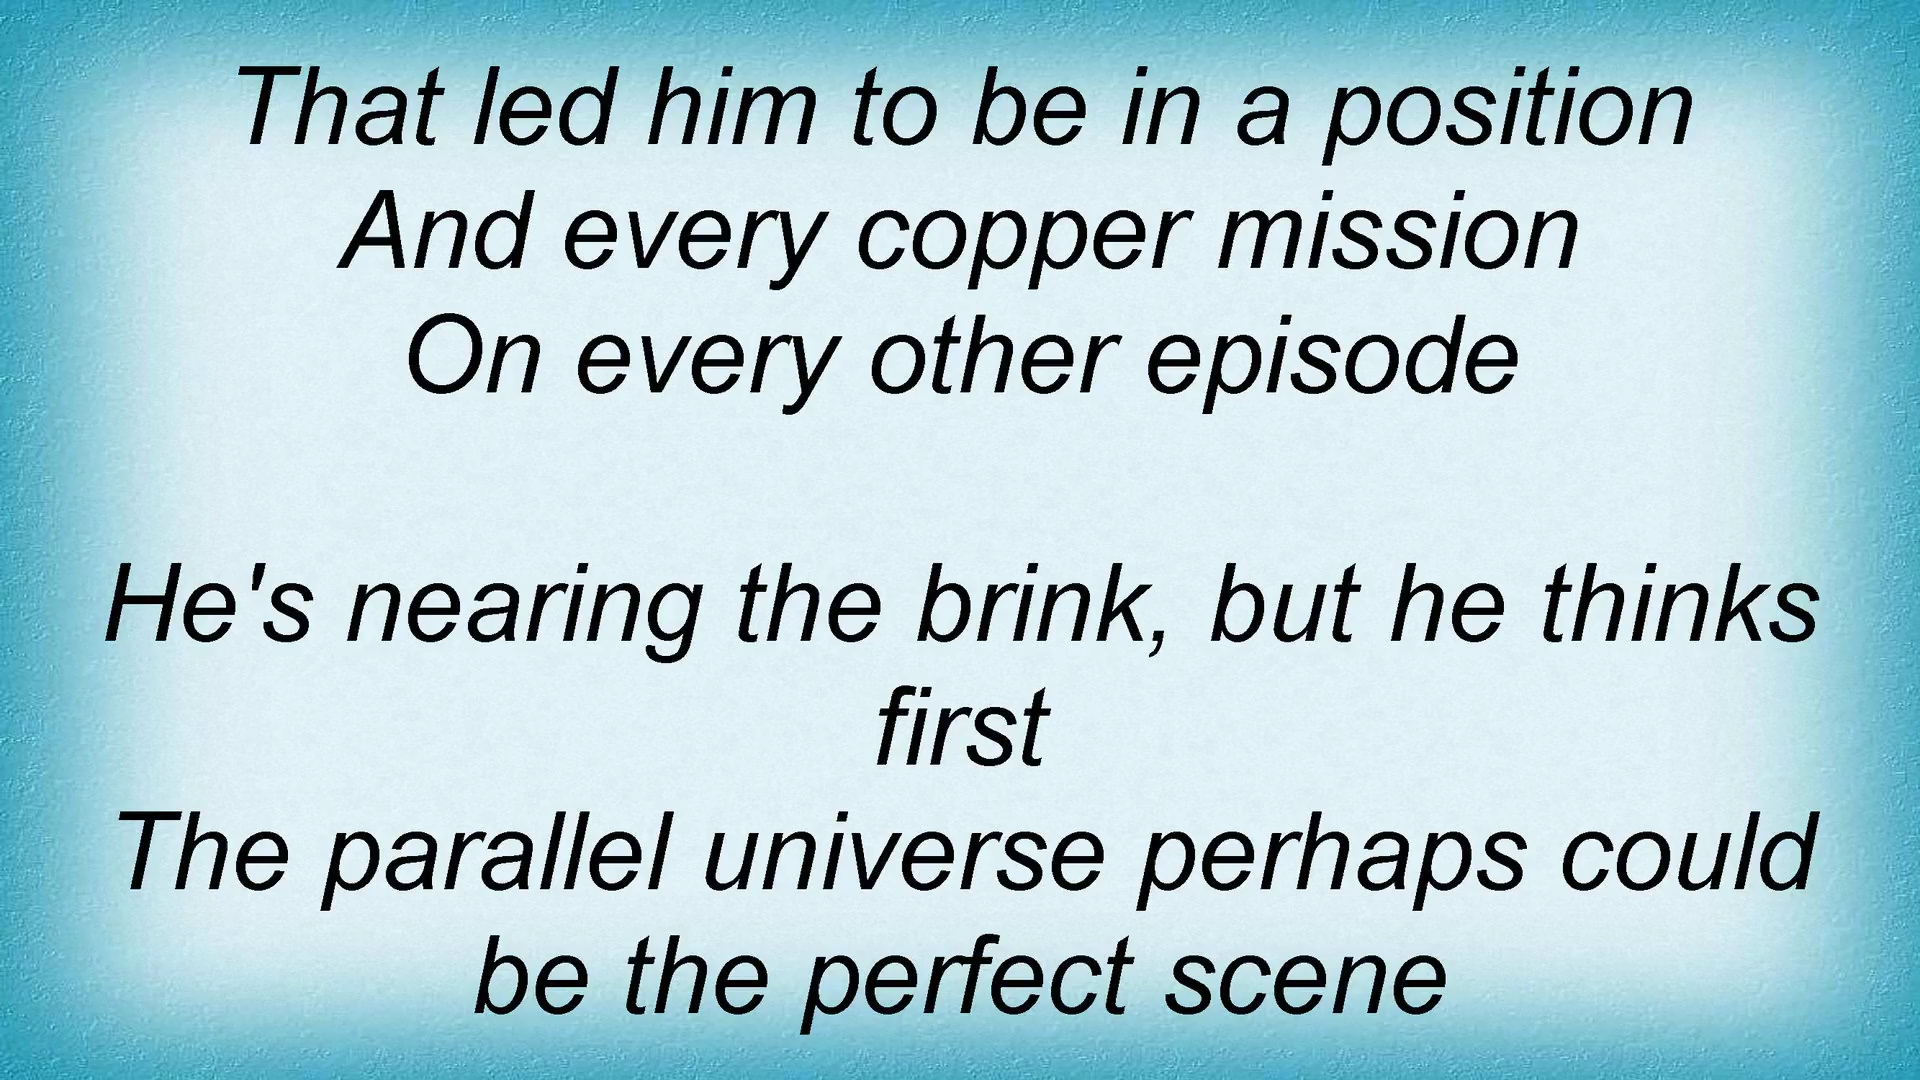 That led him to be in a position
And every copper mission
On every other episode
He's nearing the brink, but he thinks
first
The parallel universe perhaps could
be the perfect scene